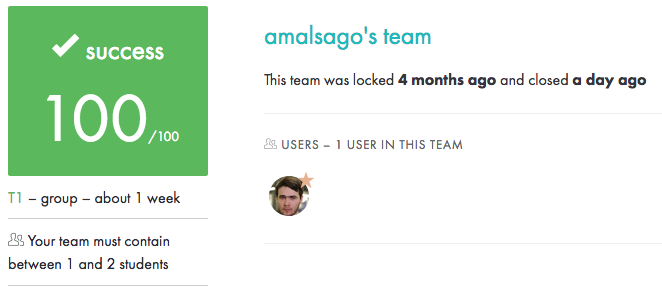 success
100/100
T1 – group – about 1 week
Your team must contain
between 1 and 2 students
amalsago's team
This team was locked 4 months ago and closed a day ago
USERS – 1 USER IN THIS TEAM